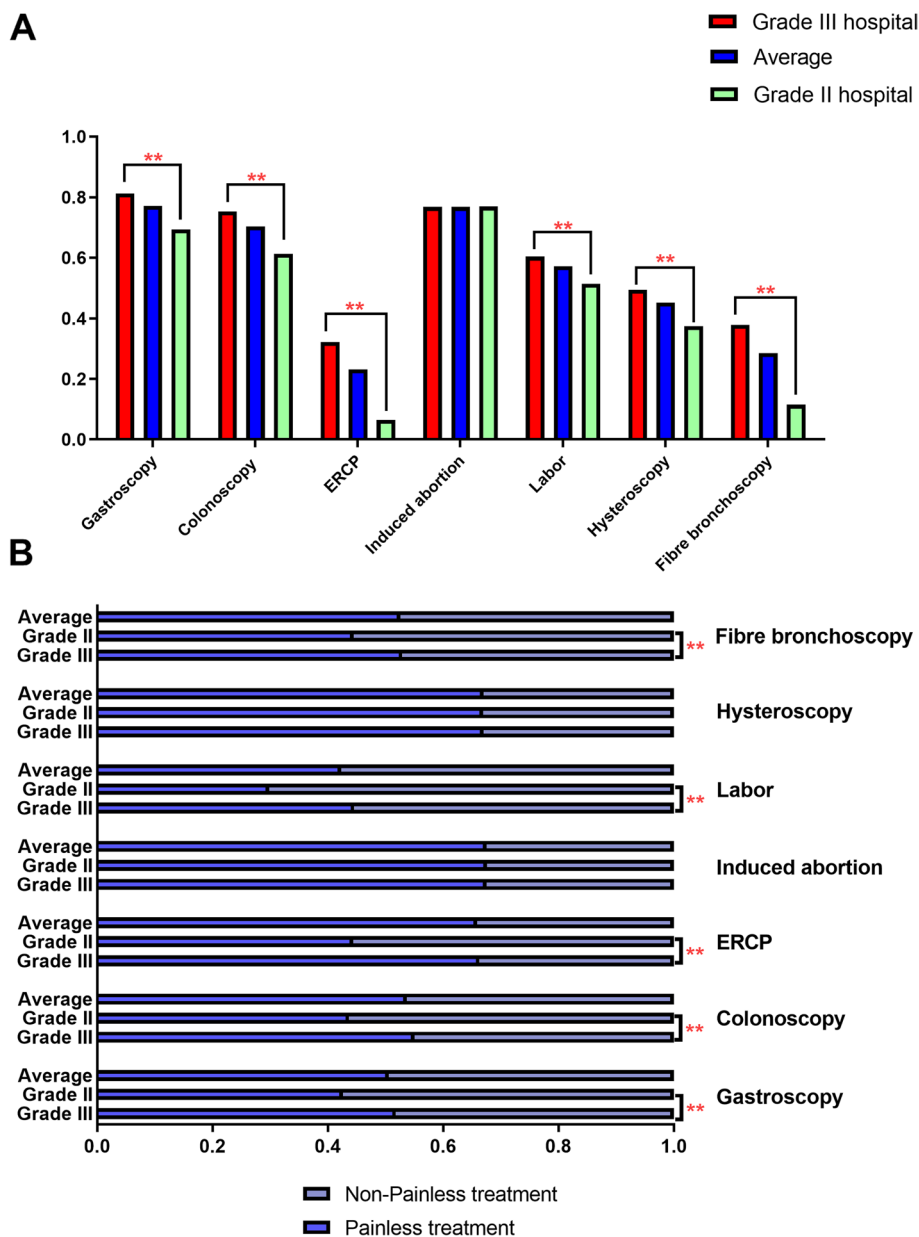 A
Grade III hospital
Average
Grade II hospital
1.0
0.8
0.6
0.4
0.2
0.0
**
**
**
**
**
**
Gastroscopy
Colonoscopy
ERCP
Induced abortion
Labor
Hysteroscopy
Fibre bronchoscopy
B
Average
Grade II
Grade III
** Fibre bronchoscopy
Average
Grade II
Grade III
Hysteroscopy
Average
Grade II
Grade III
** Labor
Average
Grade II
Grade III
Induced abortion
Average
Grade II
Grade III
** ERCP
Average
Grade II
Grade III
** Colonoscopy
Average
Grade II
Grade III
** Gastroscopy
0.0 0.2 0.4 0.6 0.8 1.0
Non-Painless treatment
Painless treatment